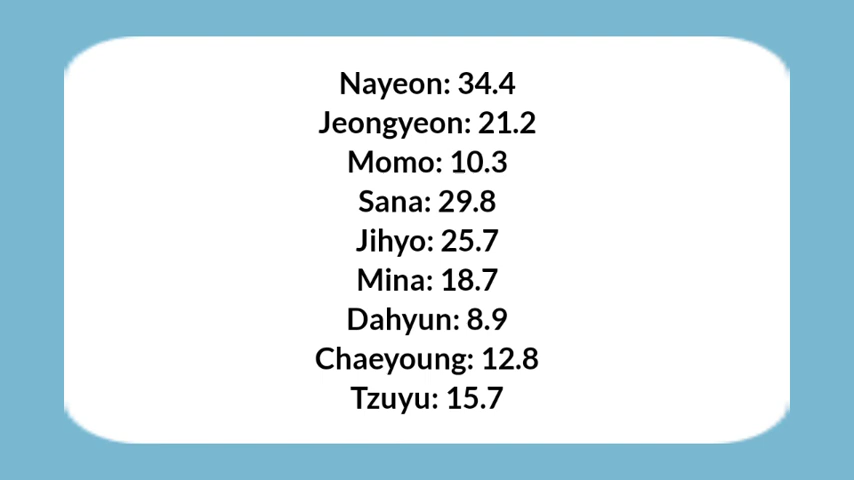 Nayeon: 34.4
Jeongyeon: 21.2
Momo: 10.3
Sana: 29.8
Jihyo: 25.7
Mina: 18.7
Dahyun: 8.9
Chaeyoung: 12.8
Tzuyu: 15.7